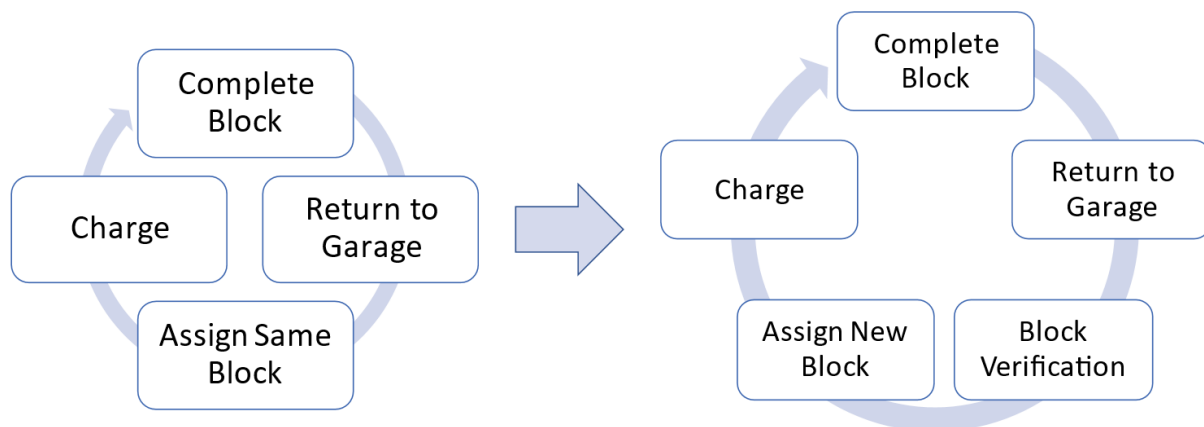 Complete
Block
Charge
Return to
Garage
Assign Same
Block
Complete
Block
Charge
Return to
Garage
Assign New
Block
Block
Verification